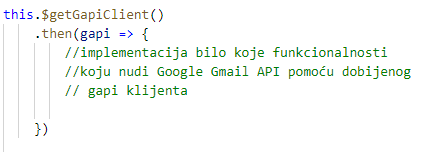 this.$getGapiClient()
.then(gapi => {
//implementacija bilo koje funkcionalnosti
//koju nudi Google Gmail API pomoću dobijenog
// gapi klijenta
})